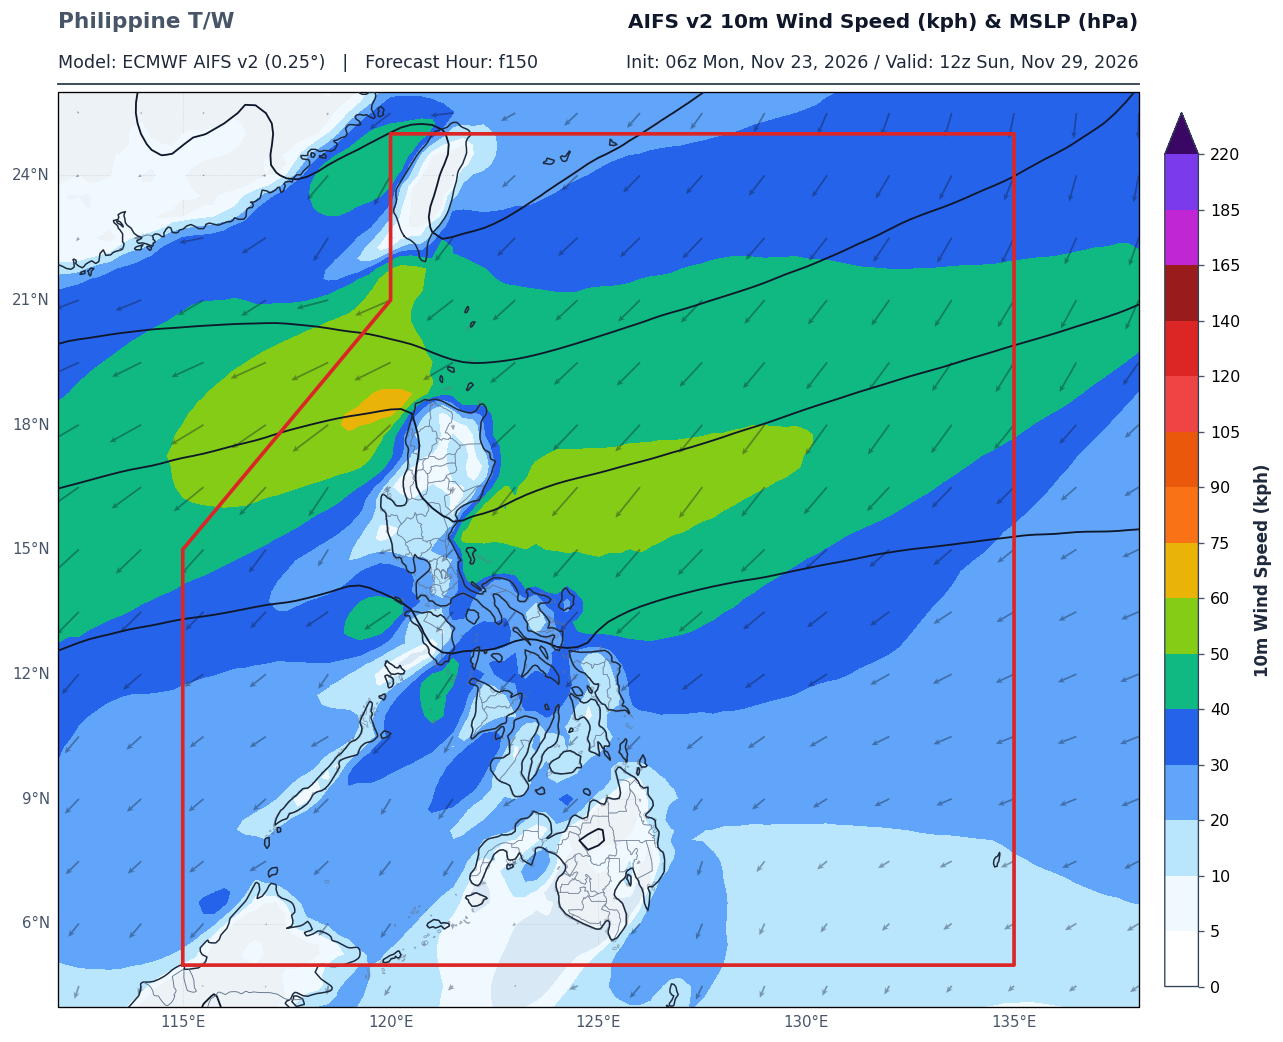 Philippine T/W
AIFS v2 10m Wind Speed (kph) & MSLP (hPa)
Model: ECMWF AIFS v2 (0.25°) | Forecast Hour: f150
Init: 06z Mon, Nov 23, 2026 / Valid: 12z Sun, Nov 29, 2026
24°N
21°N
18°N
15°N
12°N
9°N
6°N
115°E
120°E
125°E
130°E
135°E
220
185
165
140
120
105
90
75
60
50
40
30
20
10
5
0
10m Wind Speed (kph)